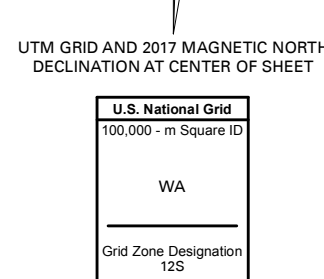 UTM GRID AND 2017 MAGNETIC NORTH
DECLINATION AT CENTER OF SHEET
U.S. National Grid
100,000 - m Square ID
WA
Grid Zone Designation
12S